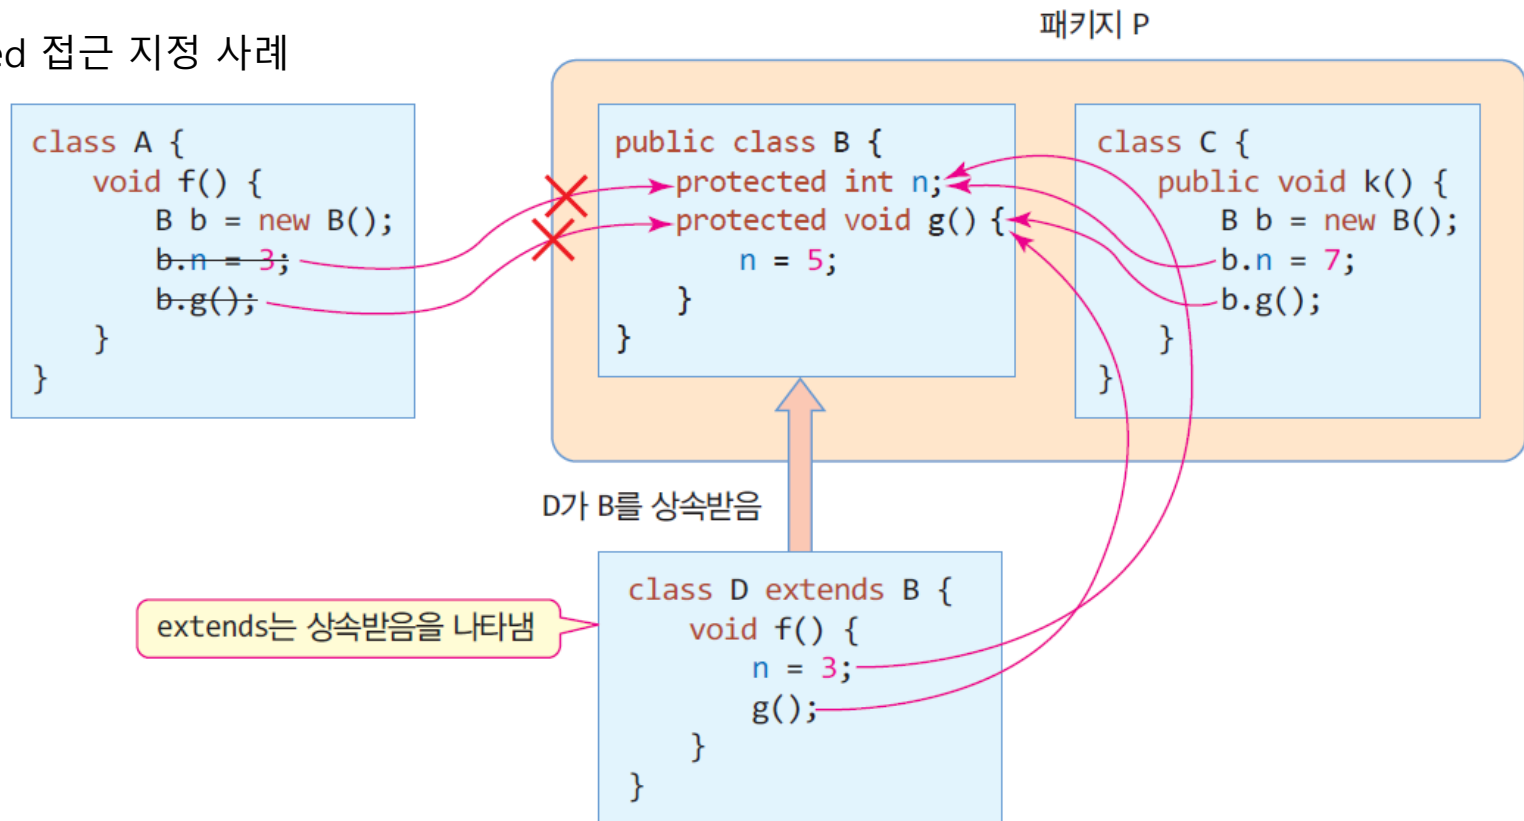 ed 접근 지정 사례
패키지 P
class A {
void f() {
B b = new B();
b.n = 3;
b.g();
}
}
public class B {
protected int n;
protected void g() {
n = 5;
}
}
class C {
public void k() {
B b = new B();
b.n = 7;
b.g();
}
}
D가 B를 상속받음
extends는 상속받음을 나타냄
class D extends B {
void f() {
n = 3;
g();
}
}